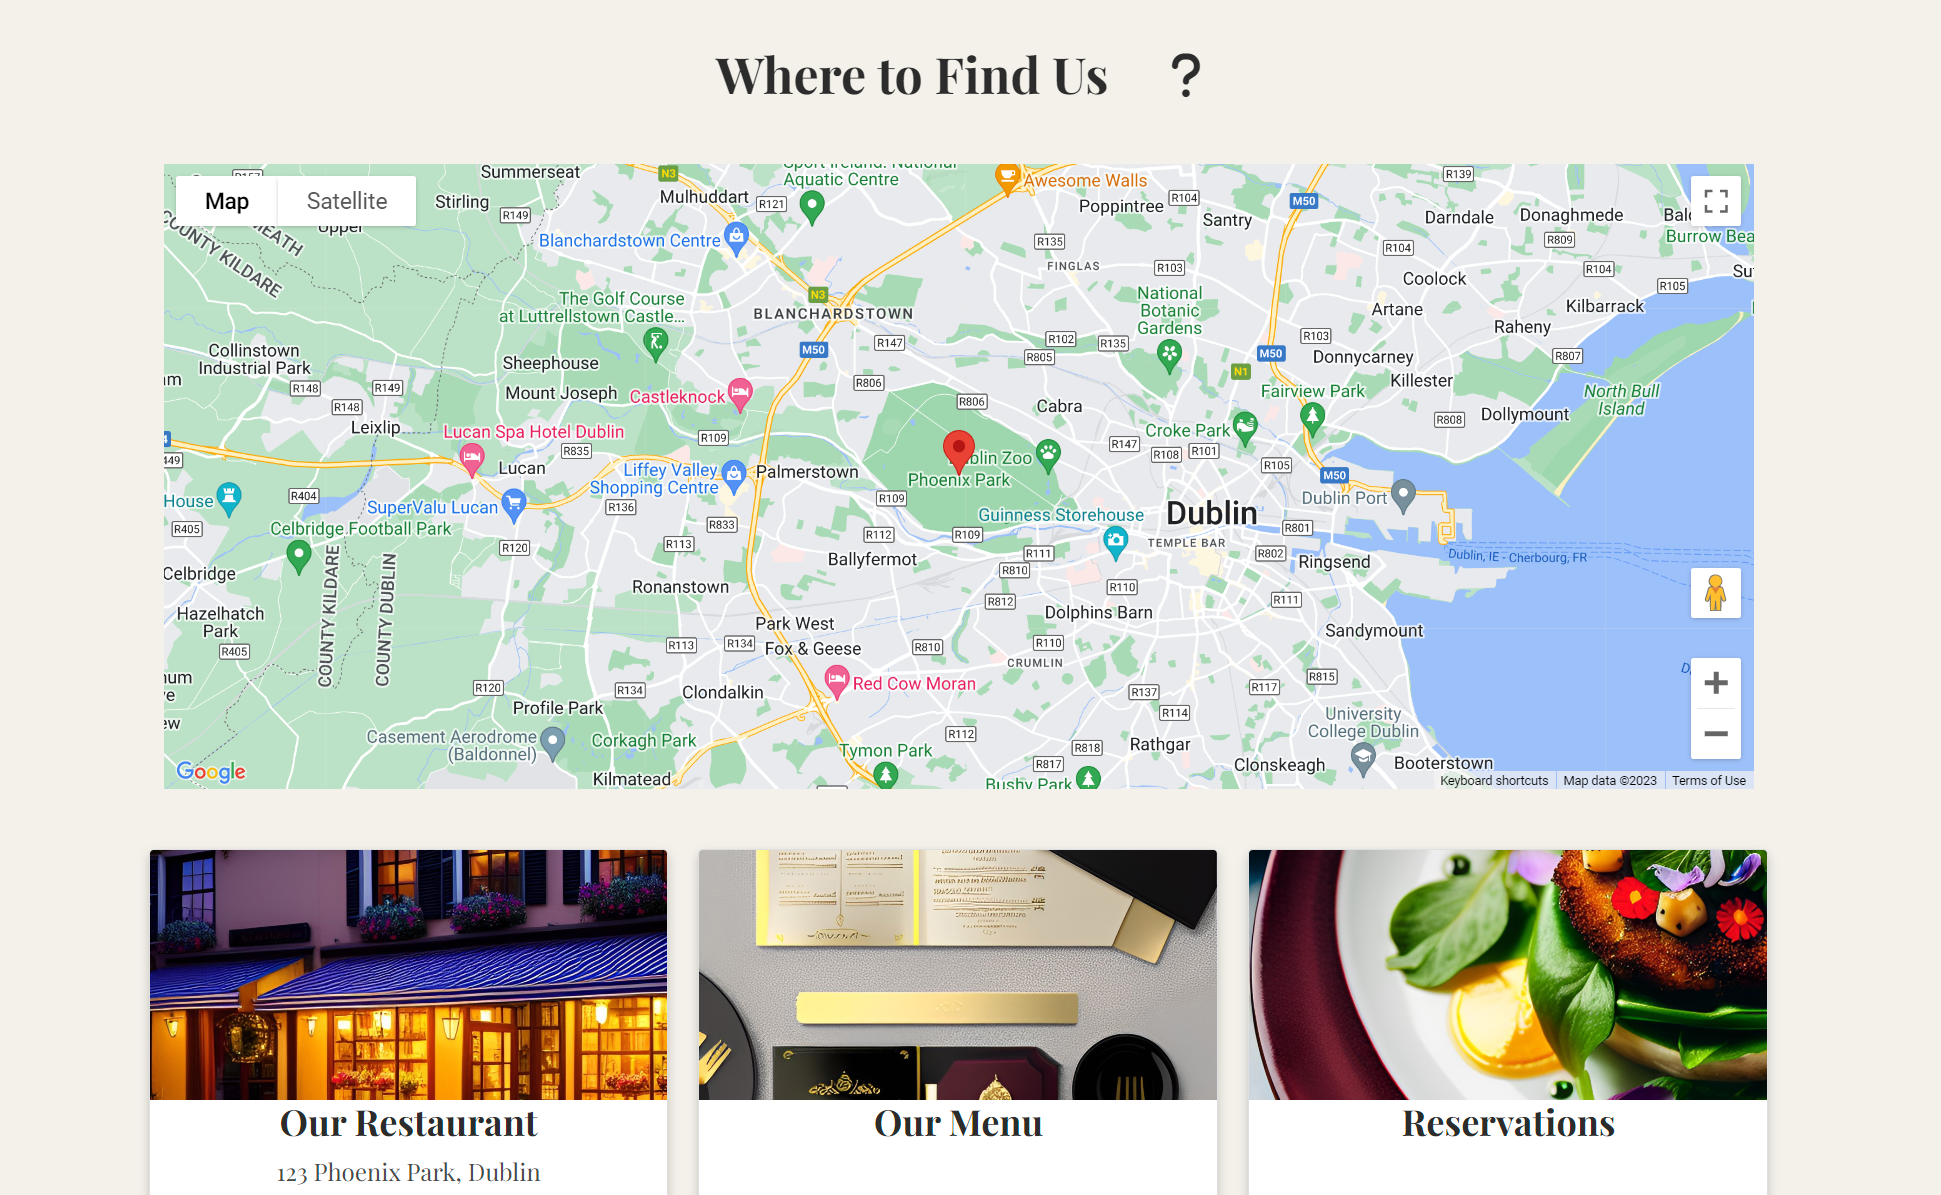 Where to Find Us ?
Map
Satellite
Summerseat
Stirling
R149
Upper
MEATH
COUNTY KILDARE
N3
Mulhuddart
R121
Aquatic Centre
Awesome Walls
Poppintree
R104
Santry
M50
R139
Darndale
Donaghmede
R809
Burrow Bea
Blanchardstown Centre
R135
FINGLAS
R103
R104
Coolock
R104
R105
Su
The Golf Course
at Luttrellstown Castle...
N3
BLANCHARDSTOWN
National
Botanic
Gardens
Artane
Kilbarrack
Raheny
Collinstown
Industrial Park
Sheephouse
M50
R147
R102
R805
R135
M50
R103
Donnycarney
R807
R148
R149
R148
Mount Joseph
Castleknock
R806
R806
Cabra
N1
Fairview Park
Killester
North Bull
Island
R808
Dollymount
Leixlip
Lucan Spa Hotel Dublin
R835
R109
Croke Park
R147
R108
R101
R105
M50
Lucan
Liffey Valley
Shopping Centre
Palmerstown
blin Zoo
Phoenix Park
449
House
R404
SuperValu Lucan
R136
R109
Dublin
Dublin Port
R405
Celbridge Football Park
R833
R112
R109
Guinness Storehouse
TEMPLE BAR
R801
R120
R113
Ballyfermot
R111
R810
R802
Ringsend
Dublin, IE - Cherbourg, FR
Celbridge
COUNTY KILDARE
COUNTY DUBLIN
Ronanstown
R812
R110
R111
Hazelhatch
Park
R405
Park West
Fox & Geese
Dolphins Barn
Sandymount
R113
R134
R810
R110
CRUMLIN
R120
R134
Clondalkin
Red Cow Moran
R137
R117
R815
Profile Park
R114
Casement Aerodrome
(Baldonnel)
Corkagh Park
R112
Tymon Park
R818
R817
Rathgar
University
College Dublin
Kilmatead
Bushy Park
Clonskeagh
Booterstown
Google
Keyboard shortcuts
Map data ©2023
Terms of Use
Our Restaurant
123 Phoenix Park, Dublin
Our Menu
Reservations